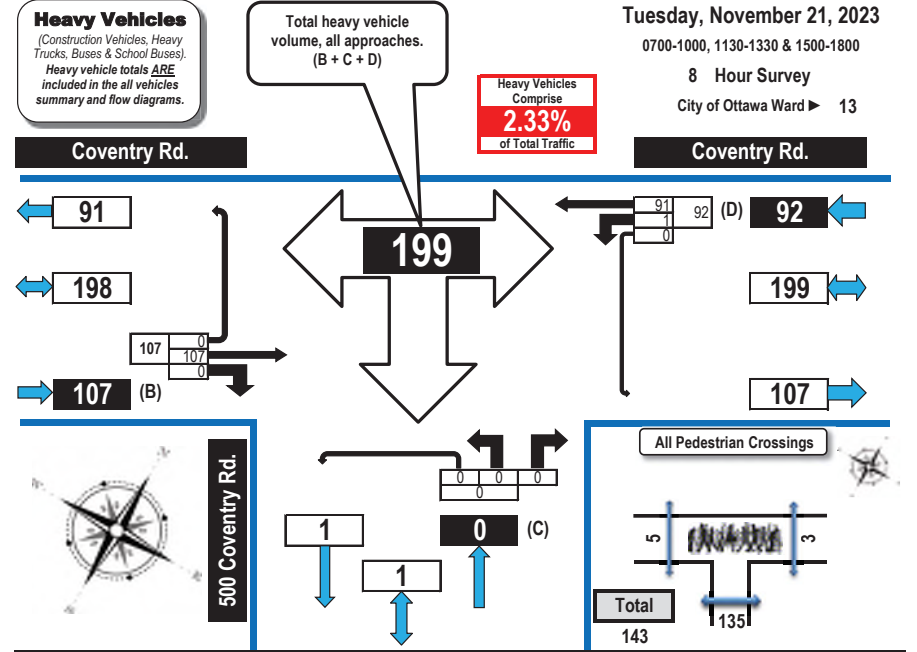 Heavy Vehicles
(Construction Vehicles, Heavy
Trucks, Buses & School Buses).
Heavy vehicle totals ARE
included in the all vehicles
summary and flow diagrams.
Total heavy vehicle
volume, all approaches.
(B + C + D)
Tuesday, November 21, 2023
0700-1000, 1130-1330 & 1500-1800
8 Hour Survey
City of Ottawa Ward ► 13
Heavy Vehicles
Comprise
2.33%
of Total Traffic
Coventry Rd.
Coventry Rd.
91
199
91
1
0
92
(D)
92
198
199
107
0
107
0
107
(B)
107
500 Coventry Rd.
0
0
0
0
1
0
(C)
1
All Pedestrian Crossings
5
3
135
Total
143